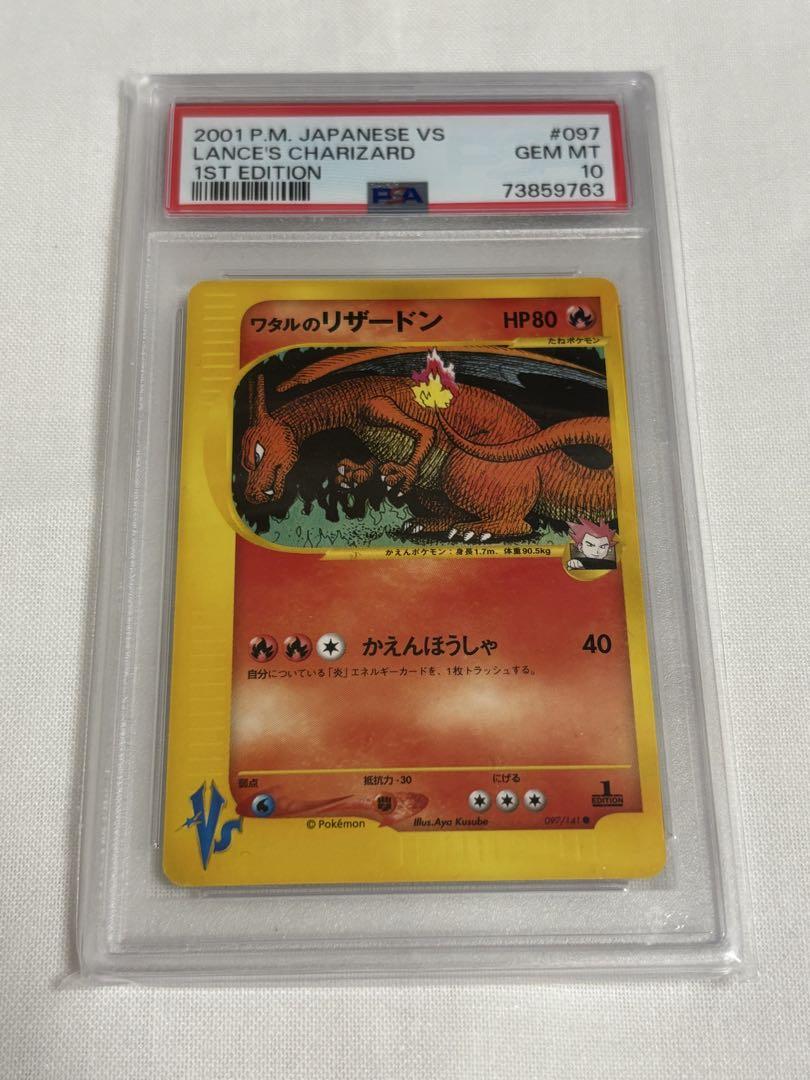 2001 P.M. JAPANESE VS #097
LANCE'S CHARIZARD GEM MT
1ST EDITION 10
PSA 73859763
ワタルのリザードン HP80
たねポケモン
かえんポケモン：身長1.7m．体重90.5kg
かえんほうしゃ 40
自分についている「炎」エネルギーカードを、1枚トラッシュする。
弱点 抵抗力-30 にげる
1
EDITION
© Pokémon Illus.Aya Kusube 097/141●
VS